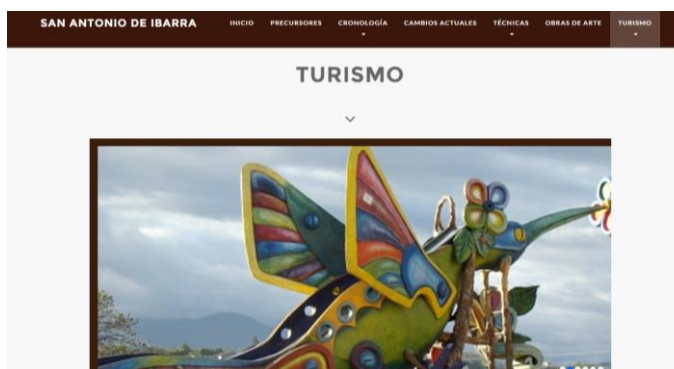 SAN ANTONIO DE IBARRA INICIO PRECURSORES CRONOLOGÍA CAMBIOS ACTUALES TÉCNICAS OBRAS DE ARTE TURISMO
TURISMO